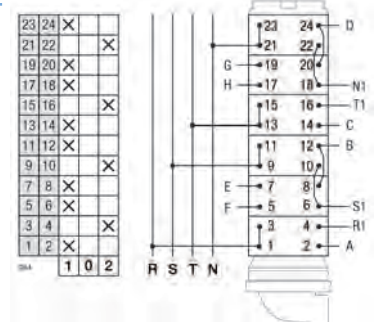 23 24 X
21 22 X
19 20 X
17 18 X
15 16 X
13 14 X
11 12 X
9 10 X
7 8 X
5 6 X
3 4 X
1 2 X
1 0 2
R S T N
23 24 D
21 22
G 19 20
H 17 18 N1
15 16 T1
13 14 C
11 12 B
9 10
E 7 8
F 5 6 S1
3 4 R1
1 2 A